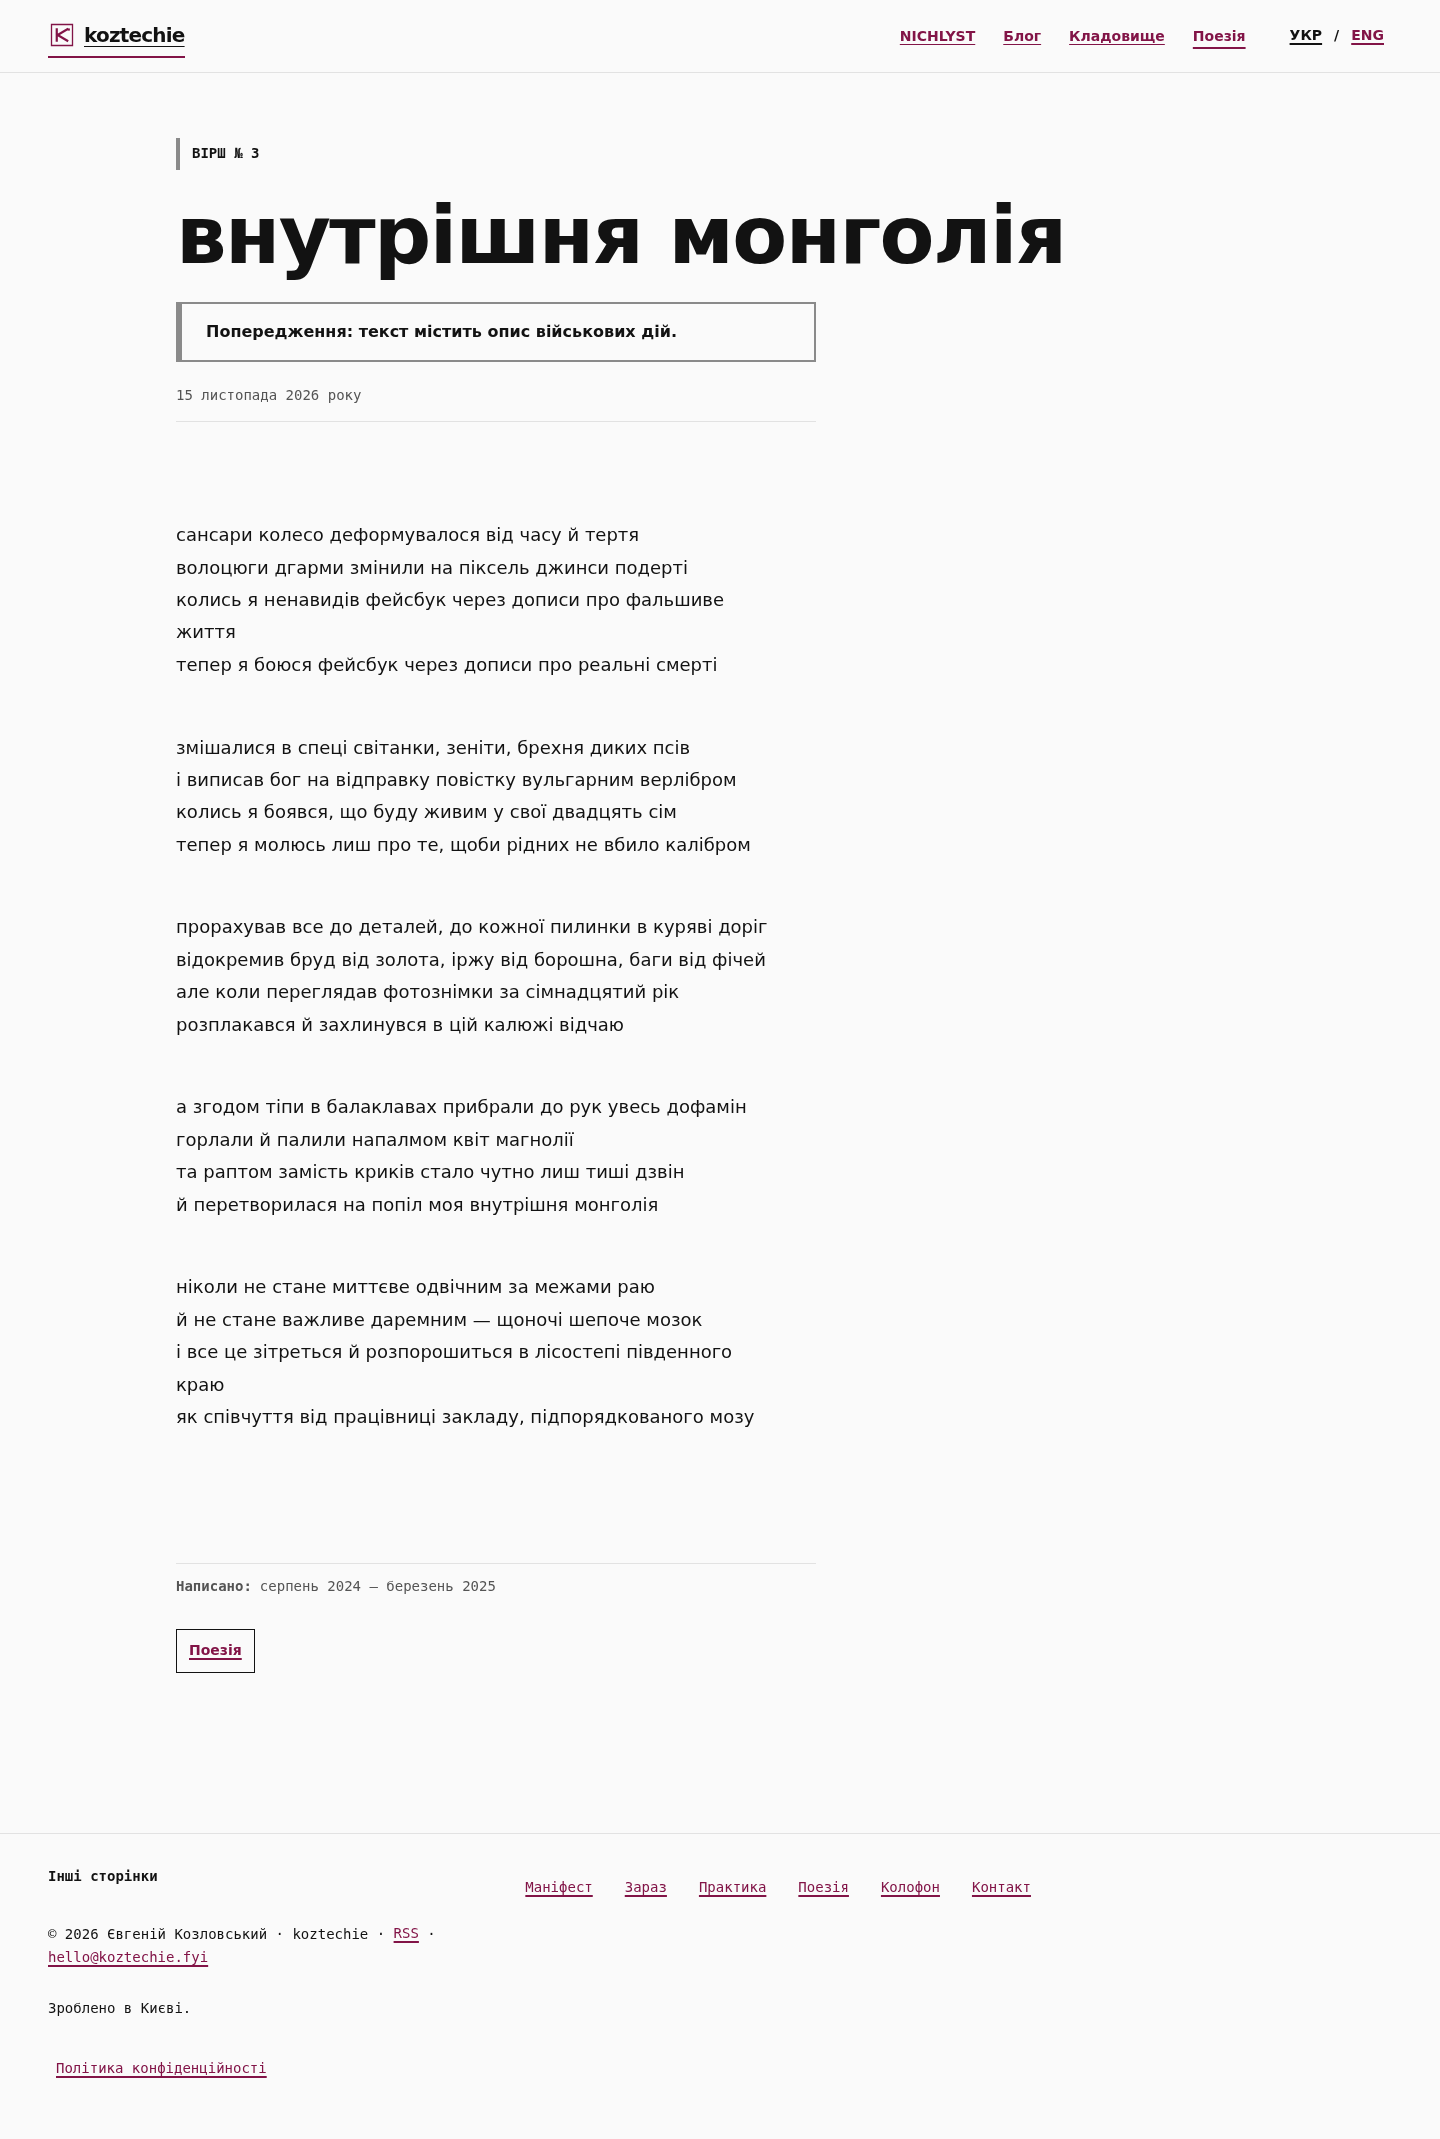 koztechie
NICHLYST Блог Кладовище Поезія УКР / ENG
ВІРШ № 3
внутрішня монголія
Попередження: текст містить опис військових дій.
15 листопада 2026 року
сансари колесо деформувалося від часу й тертя
волоцюги дгарми змінили на піксель джинси подерті
колись я ненавидів фейсбук через дописи про фальшиве
життя
тепер я боюся фейсбук через дописи про реальні смерті
змішалися в спеці світанки, зеніти, брехня диких псів
і виписав бог на відправку повістку вульгарним верлібром
колись я боявся, що буду живим у свої двадцять сім
тепер я молюсь лиш про те, щоби рідних не вбило калібром
прорахував все до деталей, до кожної пилинки в куряві доріг
відокремив бруд від золота, іржу від борошна, баги від фічей
але коли переглядав фотознімки за сімнадцятий рік
розплакався й захлинувся в цій калюжі відчаю
а згодом тіпи в балаклавах прибрали до рук увесь дофамін
горлали й палили напалмом квіт магнолії
та раптом замість криків стало чутно лиш тиші дзвін
й перетворилася на попіл моя внутрішня монголія
ніколи не стане миттєве одвічним за межами раю
й не стане важливе даремним — щоночі шепоче мозок
і все це зітреться й розпорошиться в лісостепі південного
краю
як співчуття від працівниці закладу, підпорядкованого мозу
Написано: серпень 2024 — березень 2025
Поезія
Інші сторінки
Маніфест Зараз Практика Поезія Колофон Контакт
© 2026 Євгеній Козловський · koztechie · RSS ·
hello@koztechie.fyi
Зроблено в Києві.
Політика конфіденційності